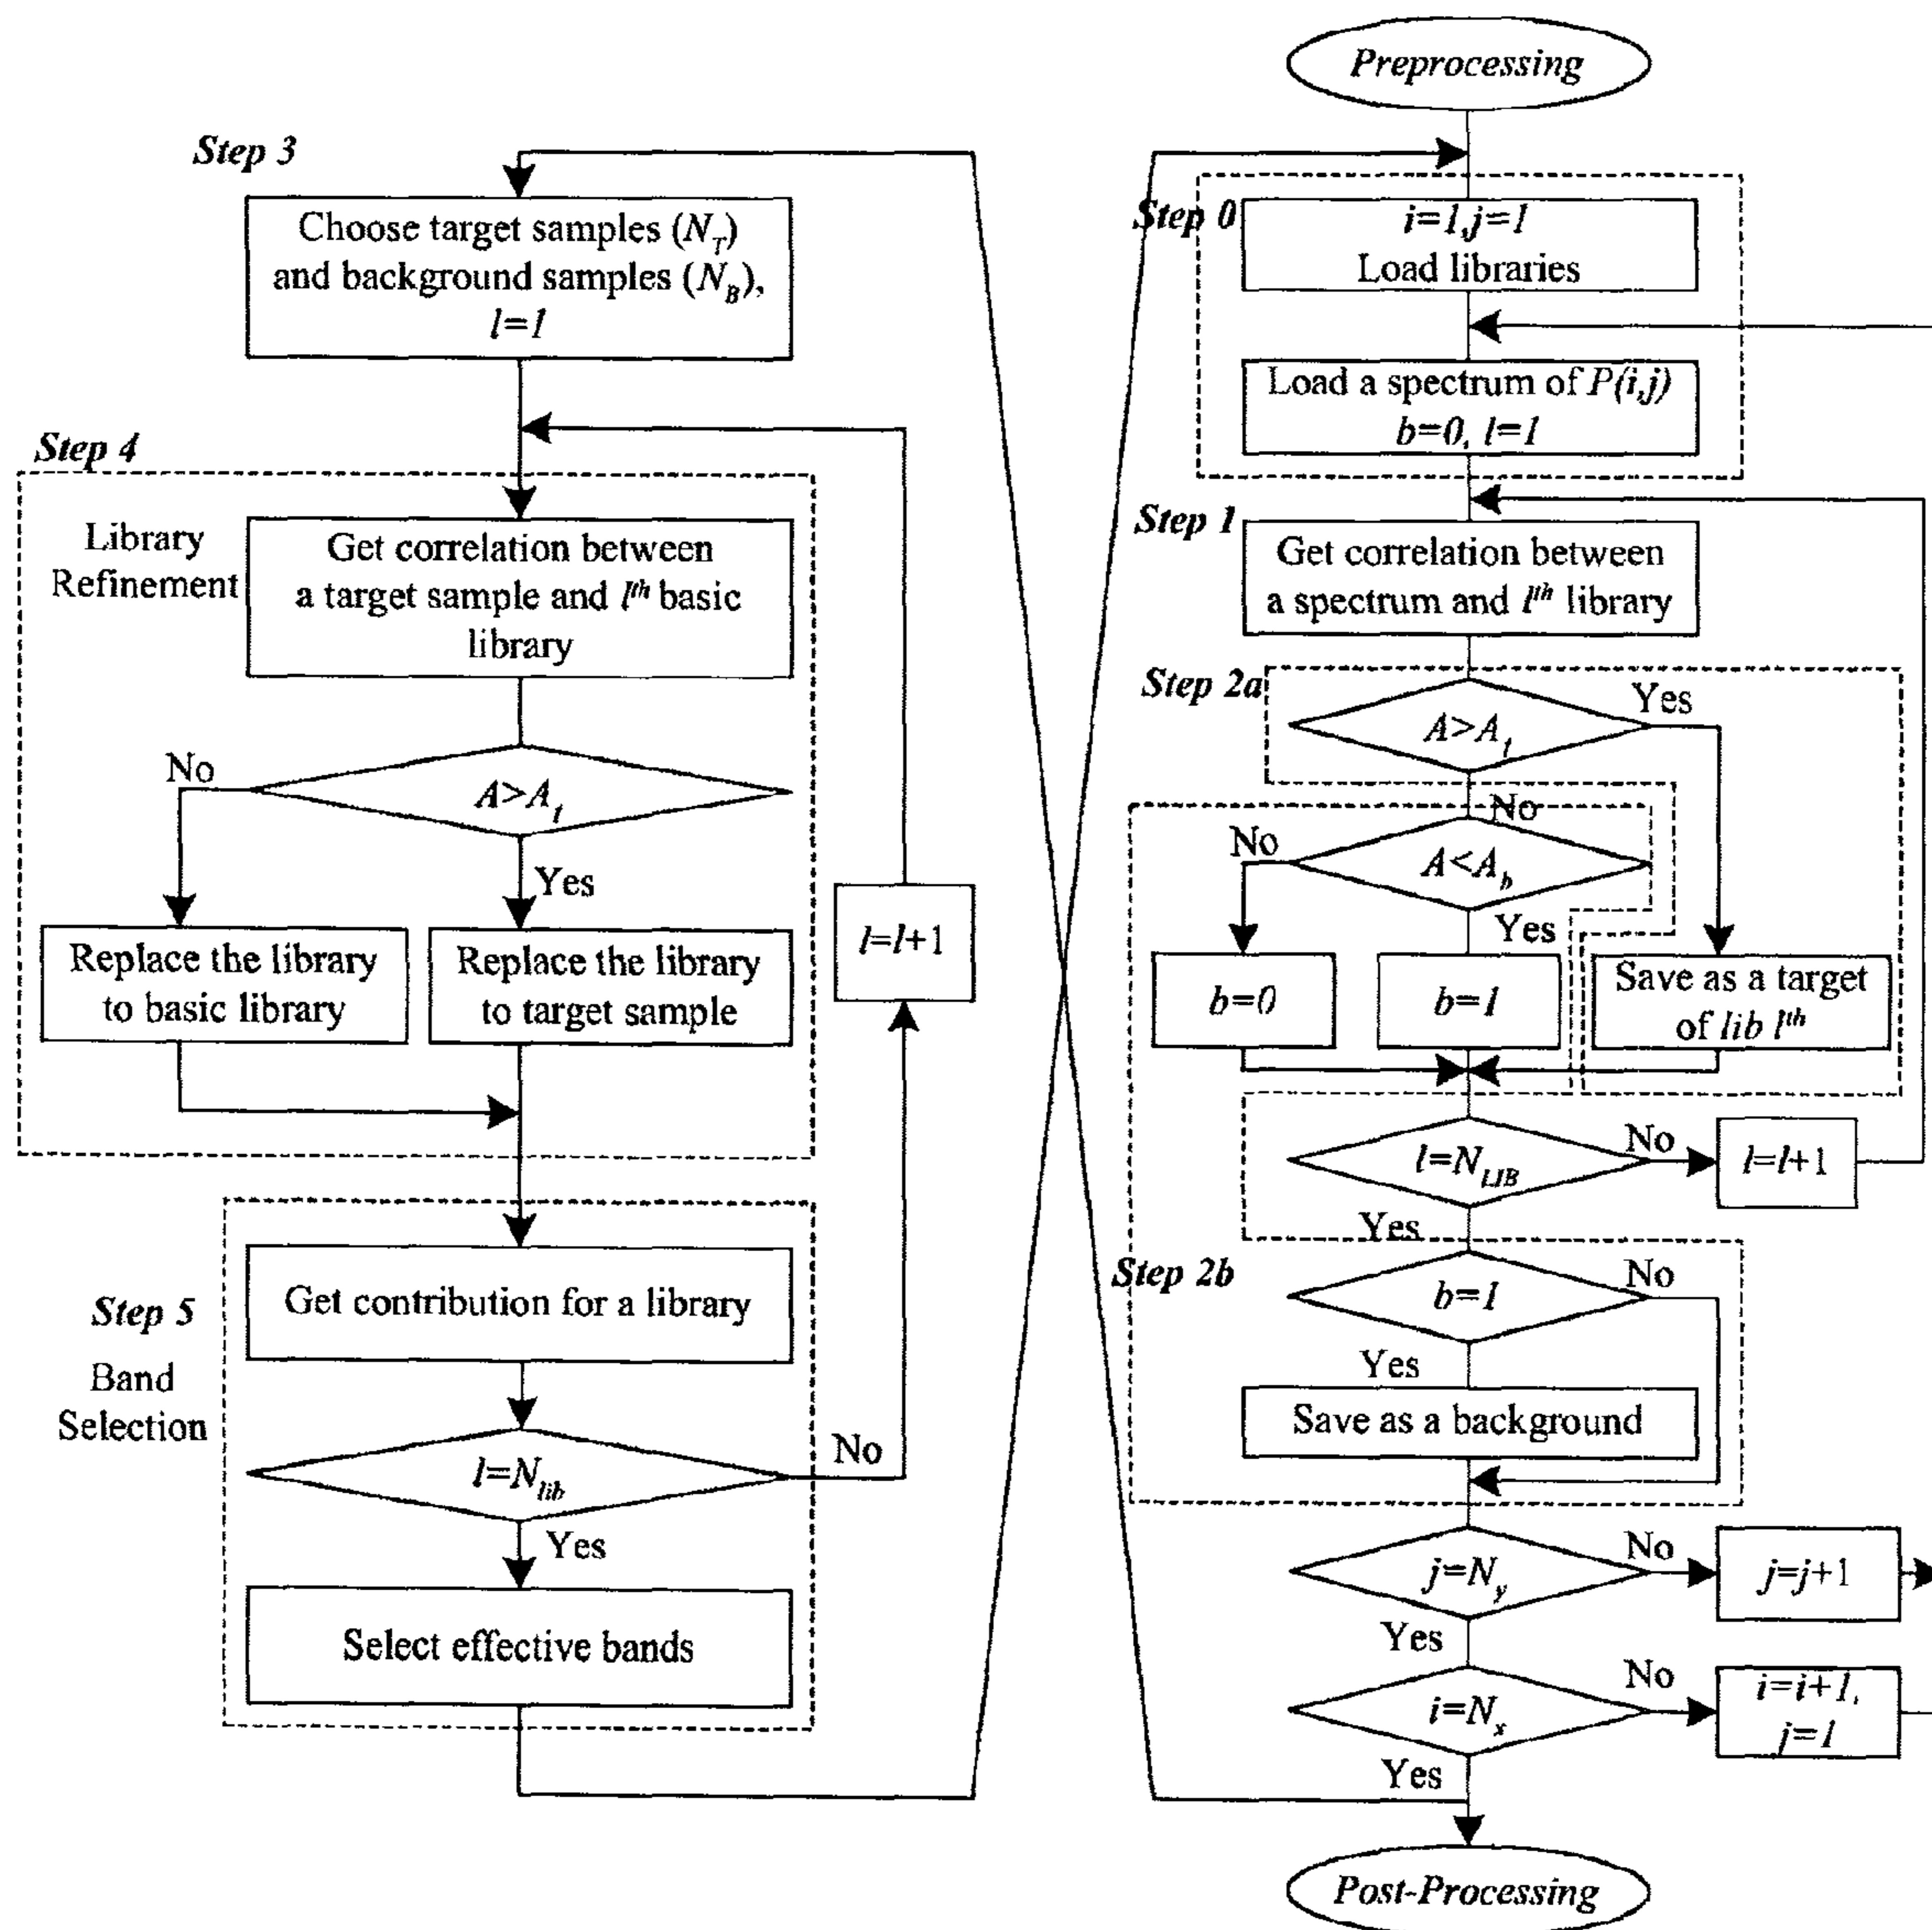 Step 3
Choose target samples (N_T)
and background samples (N_B),
l=1
Step 4
Library
Refinement
Get correlation between
a target sample and l^th basic
library
A>A_t
No
Yes
Replace the library
to basic library
Replace the library
to target sample
l=l+1
Step 5
Band
Selection
Get contribution for a library
l=N_lib
No
Yes
Select effective bands
Preprocessing
Step 0
i=1,j=1
Load libraries
Load a spectrum of P(i,j)
b=0, l=1
Step 1
Get correlation between
a spectrum and l^th library
Step 2a
A>A_t
Yes
No
A<A_b
No
Yes
b=0
b=1
Save as a target
of lib l^th
l=N_LIB
No
l=l+1
Yes
Step 2b
b=1
No
Yes
Save as a background
j=N_y
No
j=j+1
Yes
i=N_x
No
i=i+1,
j=1
Yes
Post-Processing